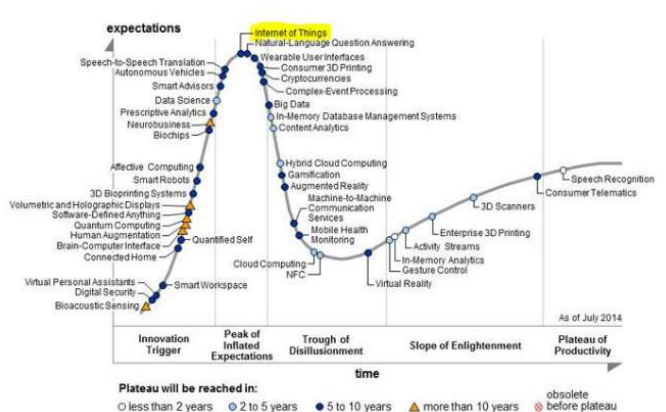 expectations
Internet of Things
Natural-Language Question Answering
Wearable User Interfaces
Consumer 3D Printing
Cryptocurrencies
Complex-Event Processing
Speech-to-Speech Translation
Autonomous Vehicles
Smart Advisors
Data Science
Prescriptive Analytics
Neurobusiness
Biochips
Big Data
In-Memory Database Management Systems
Content Analytics
Hybrid Cloud Computing
Gamification
Augmented Reality
Machine-to-Machine
Communication
Services
Mobile Health
Monitoring
Cloud Computing
NFC
Affective Computing
Smart Robots
3D Bioprinting Systems
Volumetric and Holographic Displays
Software-Defined Anything
Quantum Computing
Human Augmentation
Brain-Computer Interface
Connected Home
Quantified Self
Virtual Personal Assistants
Digital Security
Bioacoustic Sensing
Smart Workspace
Virtual Reality
Gesture Control
In-Memory Analytics
Activity Streams
Enterprise 3D Printing
3D Scanners
Consumer Telematics
Speech Recognition
As of July 2014
Innovation
Trigger
Peak of
Inflated
Expectations
Trough of
Disillusionment
Slope of Enlightenment
Plateau of
Productivity
time
Plateau will be reached in:
less than 2 years
2 to 5 years
5 to 10 years
more than 10 years
obsolete
before plateau